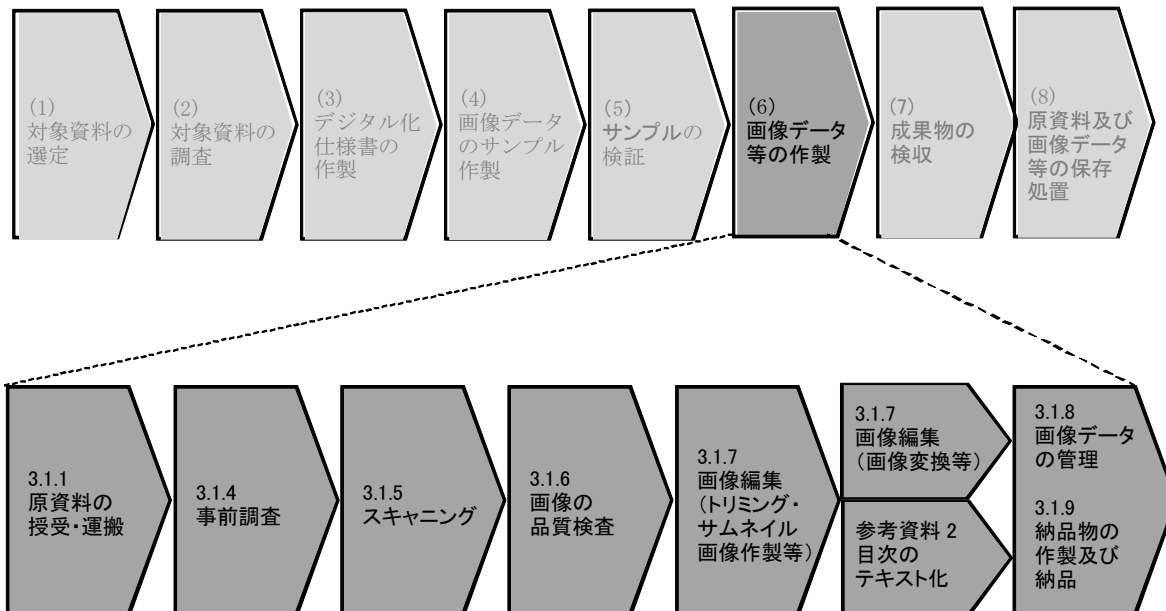 (1)
対象資料の
選定
(2)
対象資料の
調査
(3)
デジタル化
仕様書の
作製
(4)
画像データ
のサンプル
作製
(5)
サンプルの
検証
(6)
画像データ
等の作製
(7)
成果物の
検収
(8)
原資料及び
画像データ
等の保存
処置
3.1.1
原資料の
授受・運搬
3.1.4
事前調査
3.1.5
スキャニング
3.1.6
画像の
品質検査
3.1.7
画像編集
(トリミング・
サムネイル
画像作製等)
3.1.7
画像編集
(画像変換等)
参考資料 2
目次の
テキスト化
3.1.8
画像データ
の管理
3.1.9
納品物の
作製及び
納品